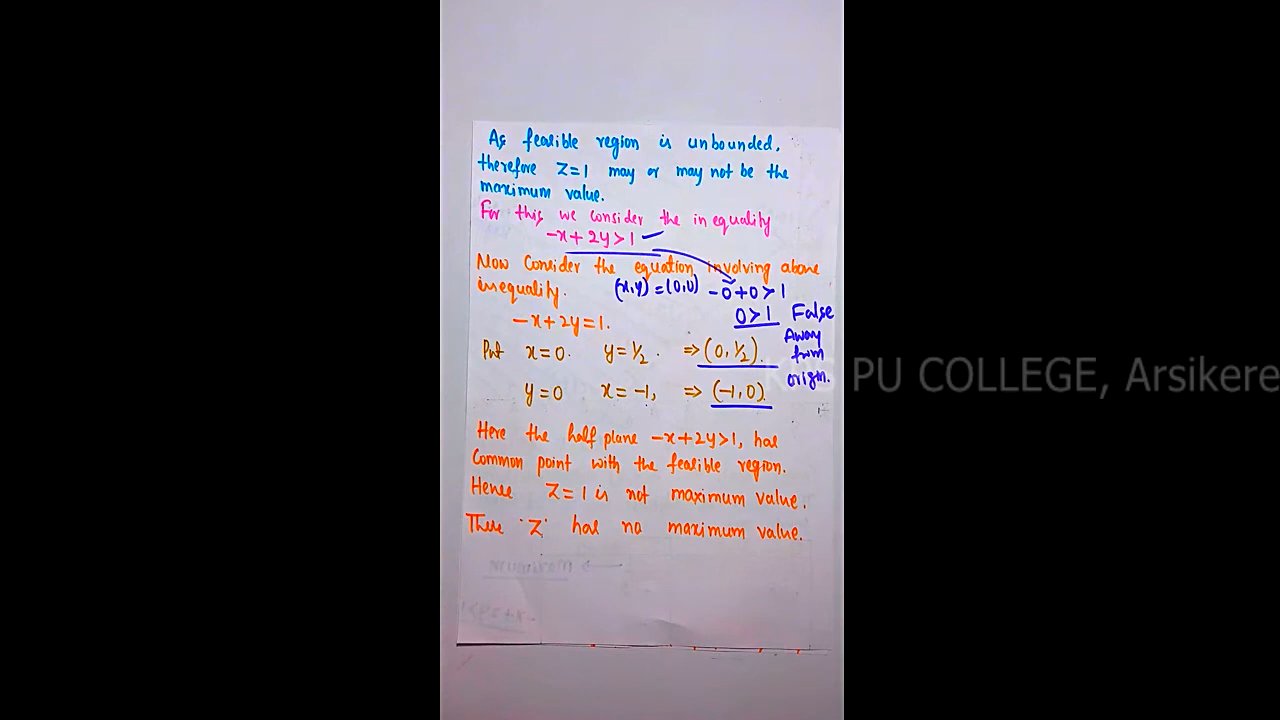 As feasible region is unbounded,
therefore Z=1 may or may not be the
maximum value.
For this, we consider the inequality
-x+2y>1
Now Consider the equation involving above
inequality.
(x,y)=(0,0) -0+0>1
0>1 False
Away
from
origin.
-x+2y=1.
Put x=0. y=1/2. ⇒(0,1/2).
y=0 x=-1, ⇒(-1,0).
Here the half plane -x+2y>1, has
Common point with the feasible region.
Hence Z=1 is not maximum value.
'Z' has no maximum value.
PU COLLEGE, Arsikere